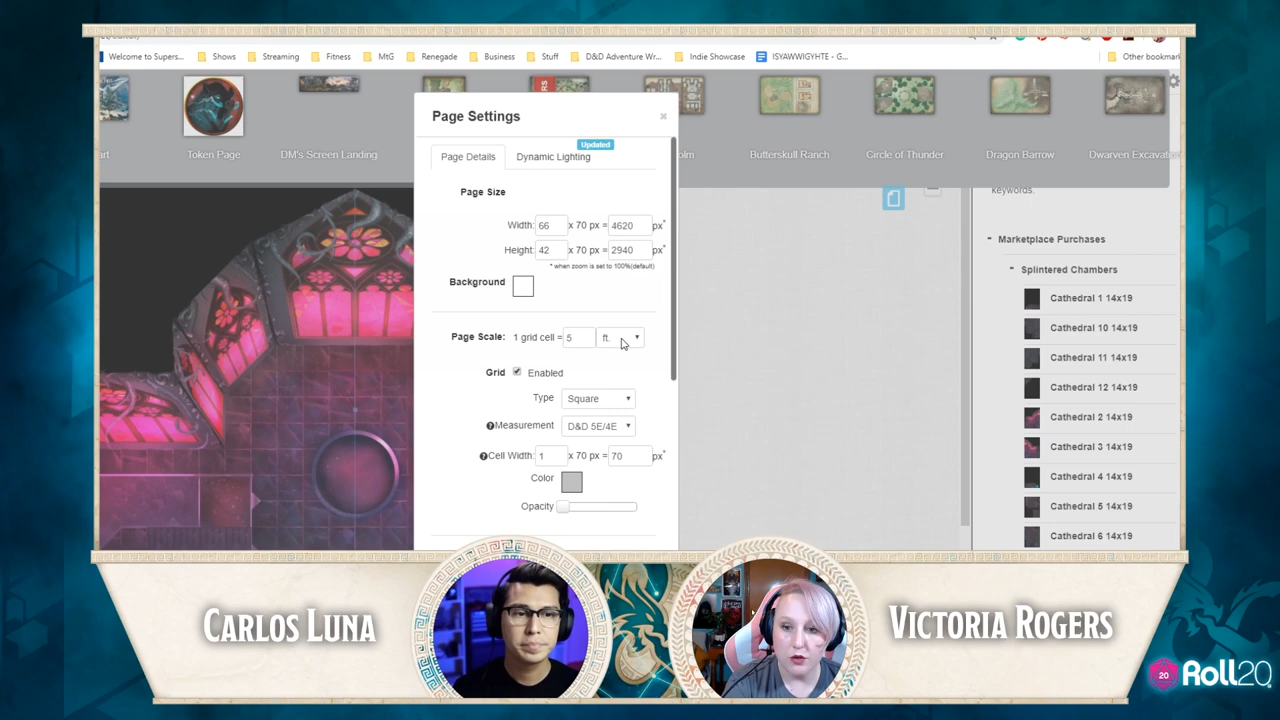 Welcome to Supers... Shows Streaming Fitness MtG Renegade Business Stuff D&D Adventure Wr... Indie Showcase ISYAWWIGYHTE - G... Other bookmark
art Token Page DM's Screen Landing olm Butterskull Ranch Circle of Thunder Dragon Barrow Dwarven Excavatio
Page Settings ×
Updated
Page Details Dynamic Lighting
Page Size
Width: 66 x 70 px = 4620 px*
Height: 42 x 70 px = 2940 px*
* when zoom is set to 100%(default)
Background
Page Scale: 1 grid cell = 5 ft.
Grid Enabled
Type Square
Measurement D&D 5E/4E
Cell Width: 1 x 70 px = 70 px*
Color
Opacity
keywords.
Marketplace Purchases
Splintered Chambers
Cathedral 1 14x19
Cathedral 10 14x19
Cathedral 11 14x19
Cathedral 12 14x19
Cathedral 2 14x19
Cathedral 3 14x19
Cathedral 4 14x19
Cathedral 5 14x19
Cathedral 6 14x19
Carlos Luna
Victoria Rogers
20 Roll20